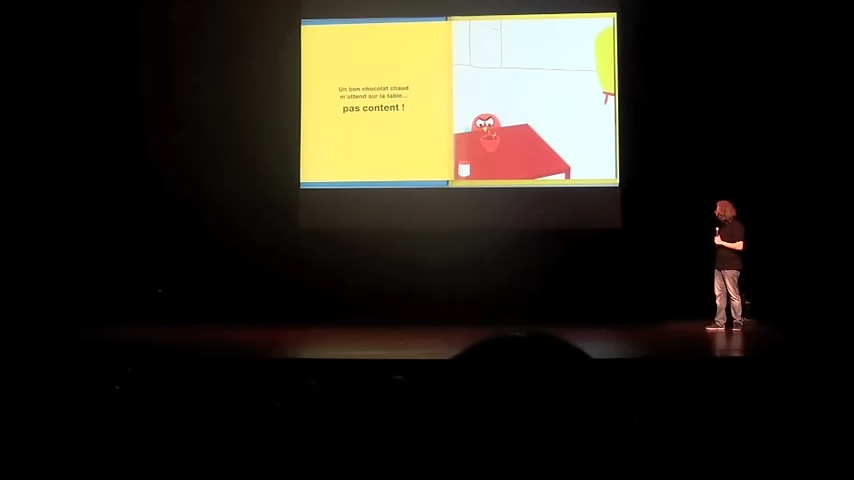 Un bon chocolat chaud
m'attend sur la table...
pas content !